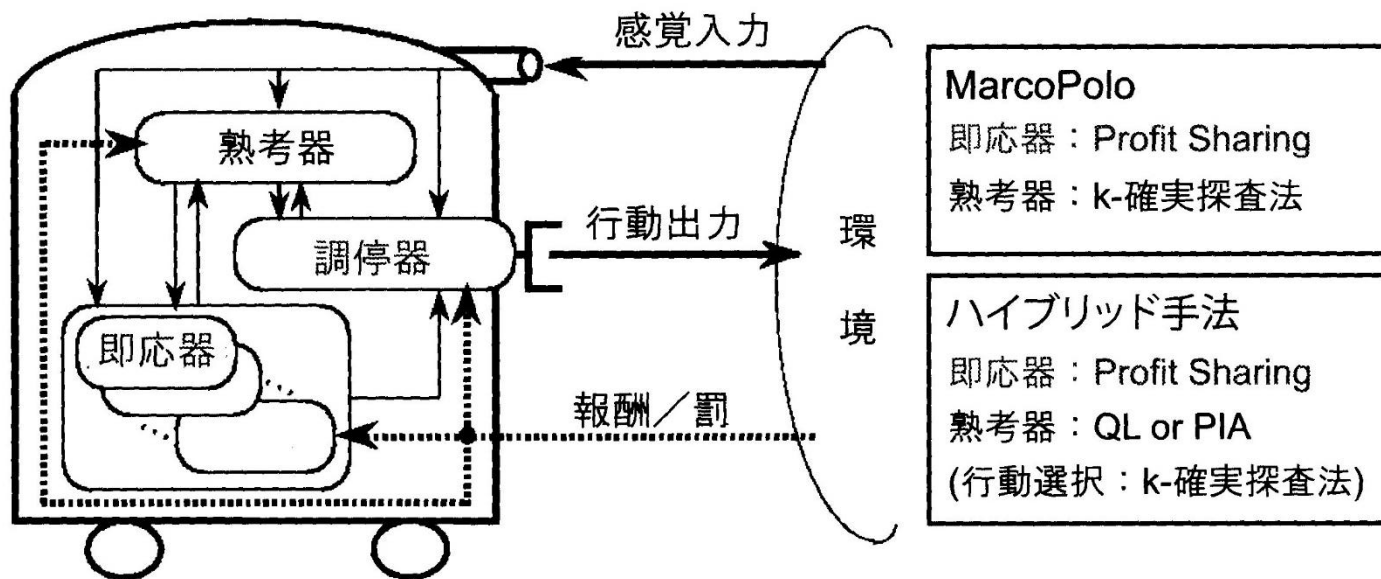 感覚入力
熟考器
調停器
行動出力
即応器
報酬／罰
環
境
MarcoPolo
即応器：Profit Sharing
熟考器：k-確実探査法
ハイブリッド手法
即応器：Profit Sharing
熟考器：QL or PIA
(行動選択：k-確実探査法)